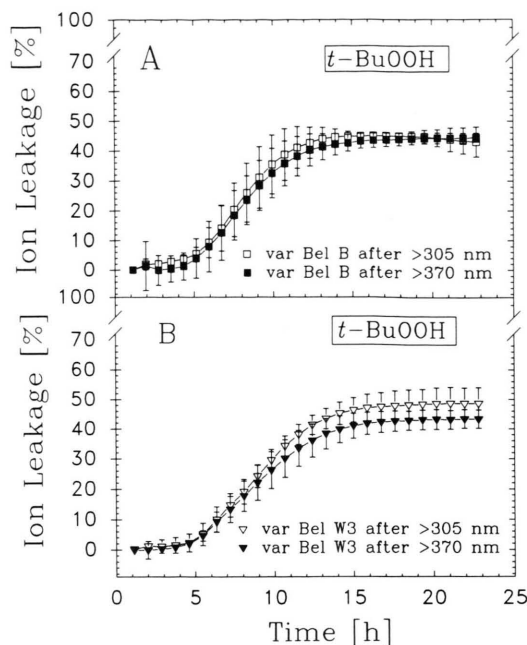 100
A
t-BuOOH
70
60
50
40
30
20
10
0
Ion Leakage [%]
var Bel B after >305 nm
var Bel B after >370 nm
100
B
t-BuOOH
70
60
50
40
30
20
10
0
Ion Leakage [%]
var Bel W3 after >305 nm
var Bel W3 after >370 nm
0 5 10 15 20 25
Time [h]